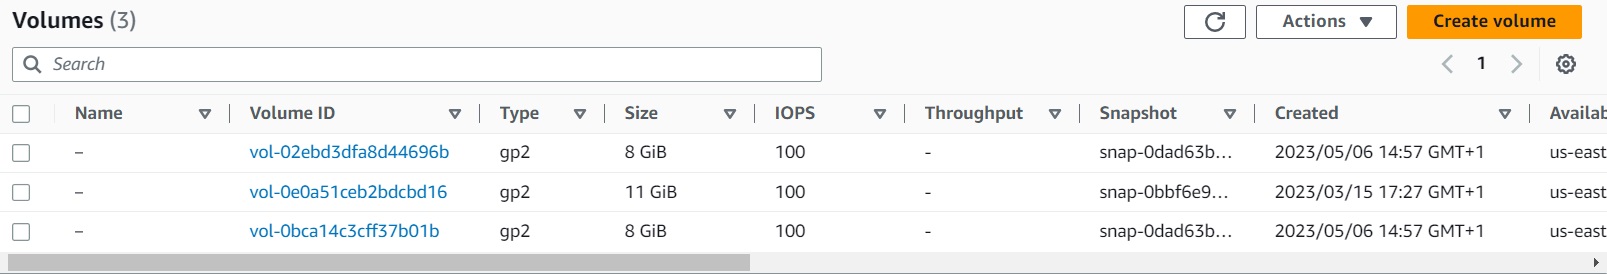 Volumes (3)
Actions
Create volume
Search
1
Name Volume ID Type Size IOPS Throughput Snapshot Created Availab
– vol-02ebd3dfa8d44696b gp2 8 GiB 100 - snap-0dad63b... 2023/05/06 14:57 GMT+1 us-east
– vol-0e0a51ceb2bdcbd16 gp2 11 GiB 100 - snap-0bbf6e9... 2023/03/15 17:27 GMT+1 us-east
– vol-0bca14c3cff37b01b gp2 8 GiB 100 - snap-0dad63b... 2023/05/06 14:57 GMT+1 us-east